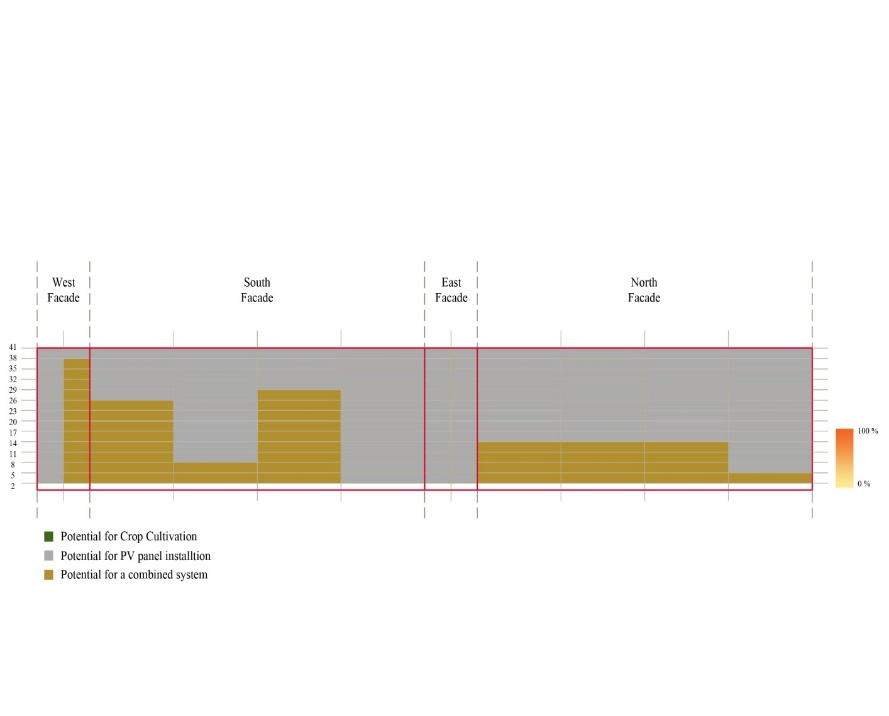 West
Facade
South
Facade
East
Facade
North
Facade
41
38
35
32
29
26
23
20
17
14
11
8
5
2
100 %
0 %
Potential for Crop Cultivation
Potential for PV panel installtion
Potential for a combined system